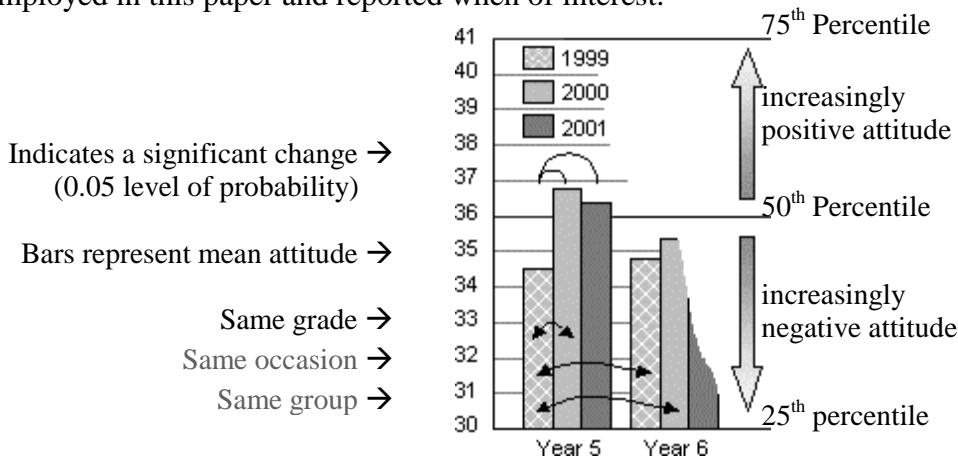 employed in this paper and reported when of interest.
75th Percentile
41
1999
40
2000
increasingly
39
2001
positive attitude
38
Indicates a significant change →
(0.05 level of probability)
37
50th Percentile
36
Bars represent mean attitude →
35
34
increasingly
negative attitude
33
Same grade →
32
Same occasion →
31
Same group →
30
25th percentile
Year 5 Year 6